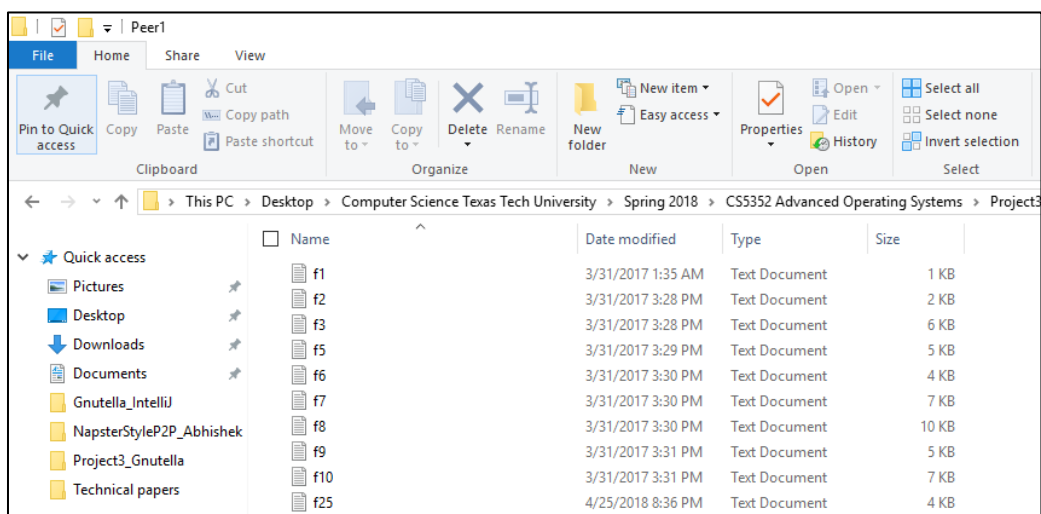 Peer1
File Home Share View
Pin to Quick access
Copy
Paste
Cut
Copy path
Paste shortcut
Clipboard
Move to
Copy to
Delete
Rename
Organize
New folder
New item
Easy access
New
Properties
Open
Edit
History
Open
Select all
Select none
Invert selection
Select
This PC > Desktop > Computer Science Texas Tech University > Spring 2018 > CS5352 Advanced Operating Systems > Project3
Quick access
Pictures
Desktop
Downloads
Documents
Gnutella_IntelliJ
NapsterStyleP2P_Abhishek
Project3_Gnutella
Technical papers
Name Date modified Type Size
f1 3/31/2017 1:35 AM Text Document 1 KB
f2 3/31/2017 3:28 PM Text Document 2 KB
f3 3/31/2017 3:28 PM Text Document 6 KB
f5 3/31/2017 3:29 PM Text Document 5 KB
f6 3/31/2017 3:30 PM Text Document 4 KB
f7 3/31/2017 3:30 PM Text Document 7 KB
f8 3/31/2017 3:30 PM Text Document 10 KB
f9 3/31/2017 3:31 PM Text Document 5 KB
f10 3/31/2017 3:31 PM Text Document 7 KB
f25 4/25/2018 8:36 PM Text Document 4 KB